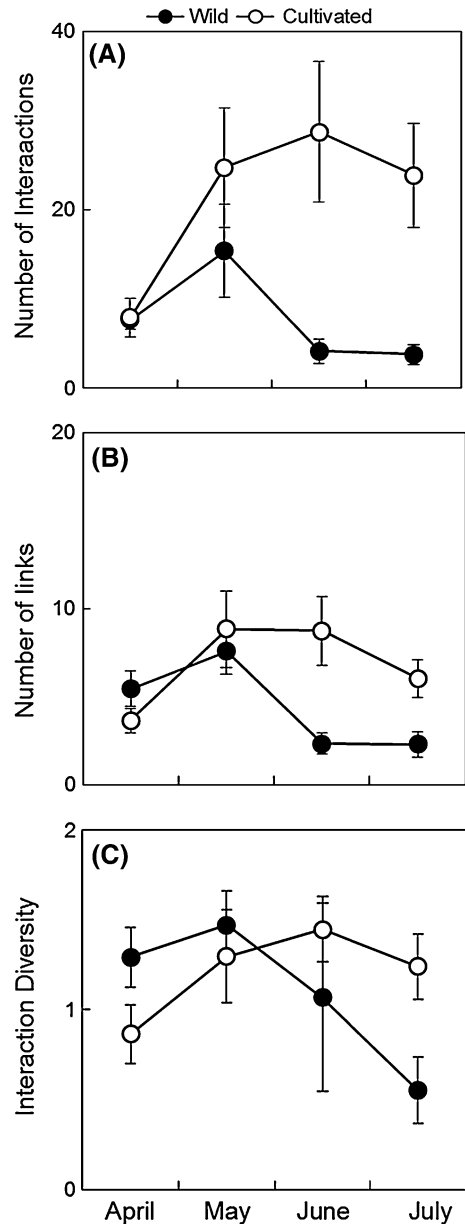 Wild Cultivated
(A)
40
20
0
Number of Interaactions
(B)
20
10
0
Number of links
(C)
2
1
0
Interaction Diversity
April May June July